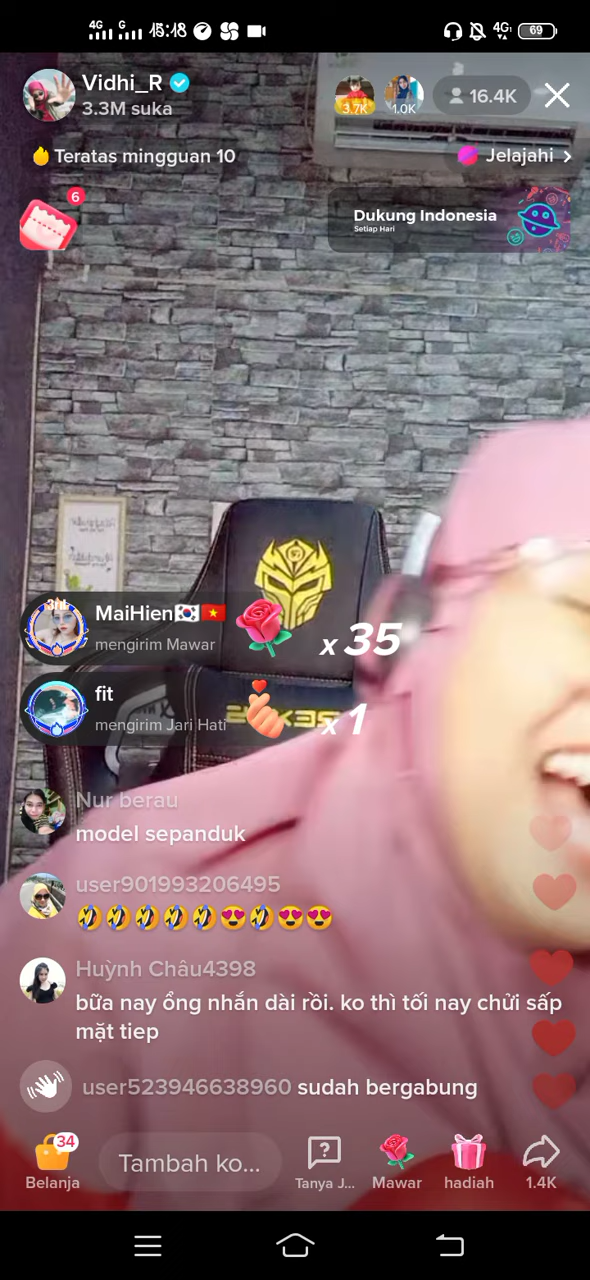 4G G 15:18 4G 69
Vidhi_R
3.3M suka
3.7K 1.0K 16.4K
Teratas mingguan 10
Jelajahi >
6
Dukung Indonesia
Setiap Hari
MaiHien🇰🇷🇻🇳
mengirim Mawar
x 35
fit
mengirim Jari Hati
x 1
Nur berau
model sepanduk
user901993206495
🤣🤣🤣🤣🤣😍🤣😍😍
Huỳnh Châu4398
bữa nay ổng nhắn dài rồi. ko thì tối nay chửi sấp
mặt tiep
user523946638960 sudah bergabung
34
Tambah ko...
Belanja
Tanya J...
Mawar
hadiah
1.4K